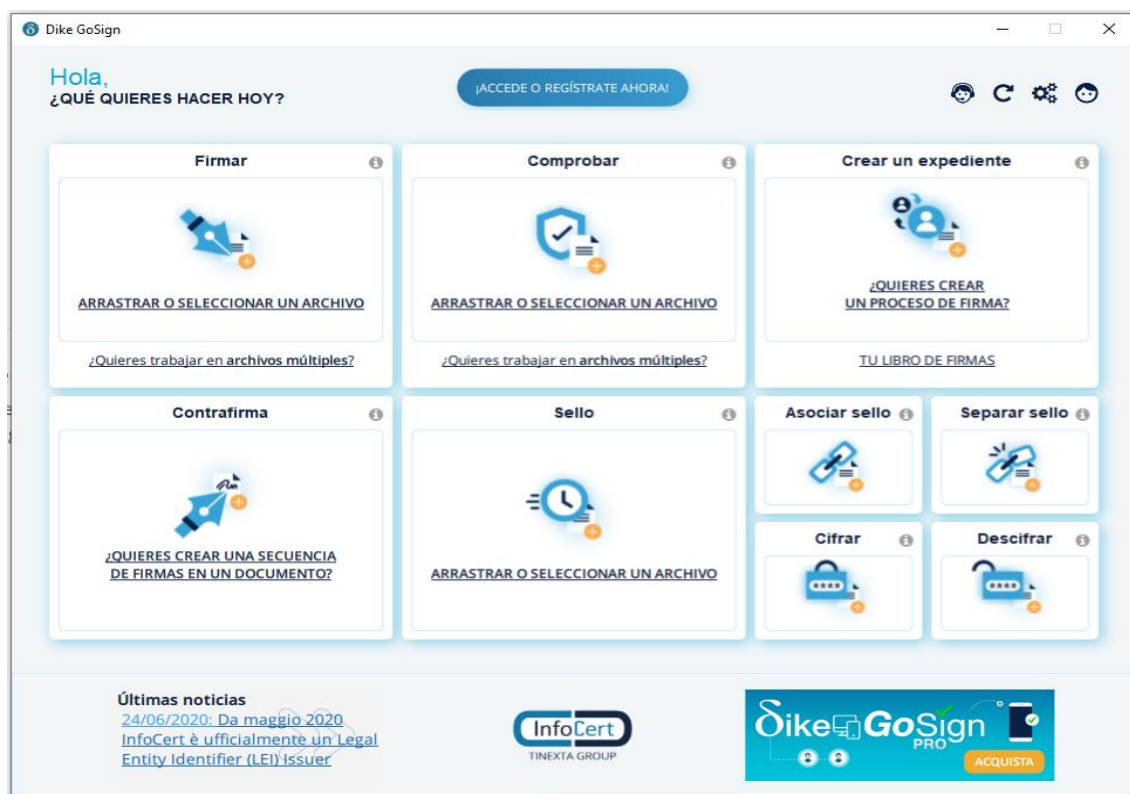 Dike GoSign
Hola,
¿QUÉ QUIERES HACER HOY?
¡ACCEDE O REGÍSTRATE AHORA!
Firmar
ARRASTRAR O SELECCIONAR UN ARCHIVO
¿Quieres trabajar en archivos múltiples?
Comprobar
ARRASTRAR O SELECCIONAR UN ARCHIVO
¿Quieres trabajar en archivos múltiples?
Crear un expediente
¿QUIERES CREAR
UN PROCESO DE FIRMA?
TU LIBRO DE FIRMAS
Contrafirma
¿QUIERES CREAR UNA SECUENCIA
DE FIRMAS EN UN DOCUMENTO?
Sello
ARRASTRAR O SELECCIONAR UN ARCHIVO
Asociar sello
Separar sello
Cifrar
Descifrar
Últimas noticias
24/06/2020: Da maggio 2020
InfoCert è ufficialmente un Legal
Entity Identifier (LEI) Issuer
InfoCert
TINEXTA GROUP
Dike GoSign
PRO
ACQUISTA